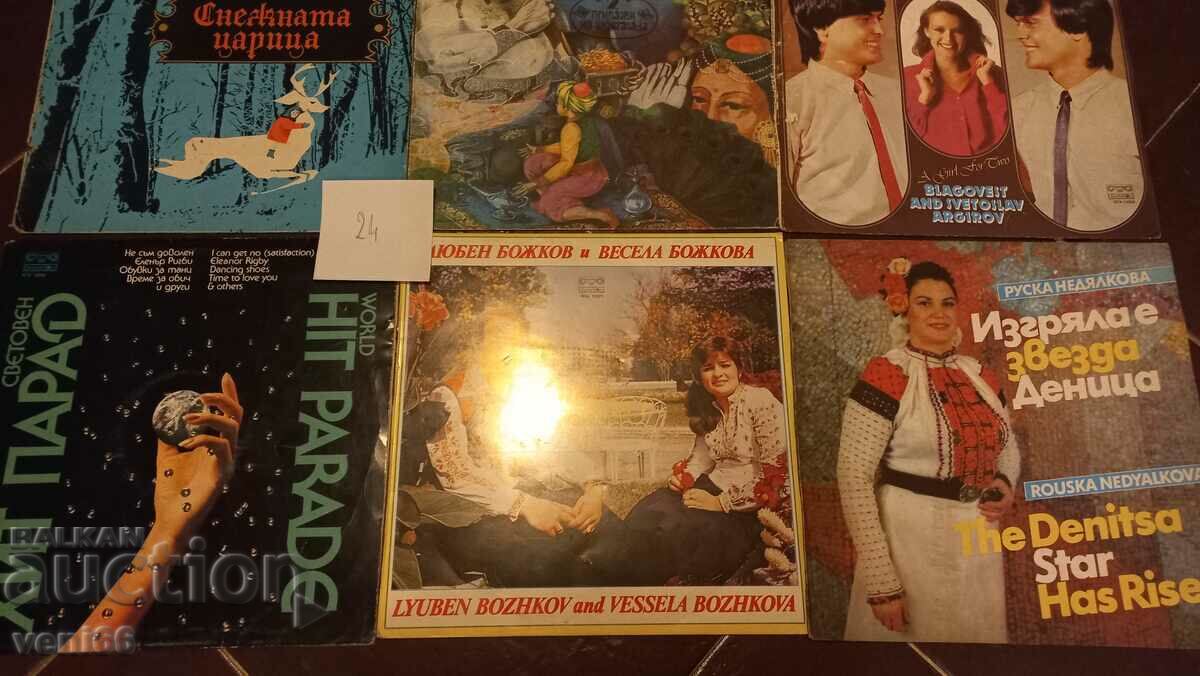 Снежната
царица
A Girl For Two
BLAGOVEST
AND SVETOSLAV
ARGIROV
24
СВЕТОВЕН
ХИТ ПАРАД
Не съм доволен
Еленър Ригби
Обувки за танц
Време за обич
и други
I can get no (satisfaction)
Eleanor Rigby
Dancing shoes
Time to love you
& others
WORLD
HIT PARADE
ЛЮБЕН БОЖКОВ и ВЕСЕЛА БОЖКОВА
LYUBEN BOZHKOV and VESSELA BOZHKOVA
РУСКА НЕДЯЛКОВА
Изгряла е
звезда
Деница
ROUSKA NEDYALKOVA
The Denitsa
Star
Has Rise
BALKAN
auction
veni66